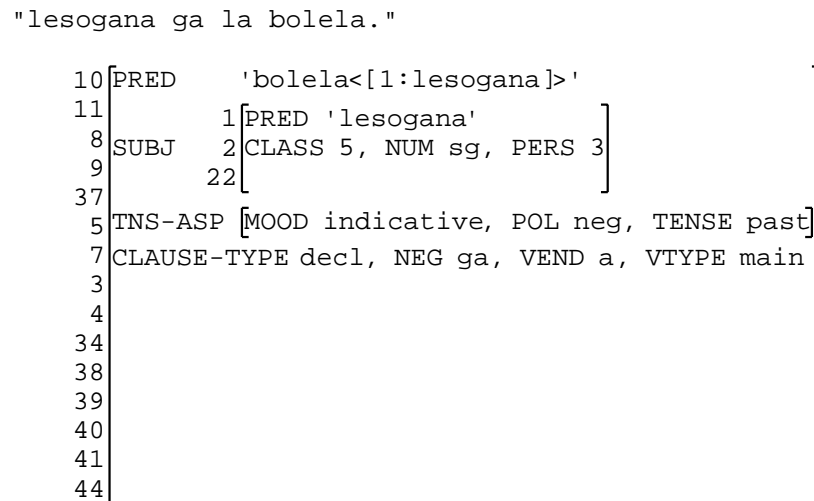 "lesogana ga la bolela."
10 PRED 'bolela<[1:lesogana]>'
11
1 PRED 'lesogana'
8 SUBJ 2 CLASS 5, NUM sg, PERS 3
9 22
37
5 TNS-ASP [MOOD indicative, POL neg, TENSE past]
7 CLAUSE-TYPE decl, NEG ga, VEND a, VTYPE main
3
4
34
38
39
40
41
44